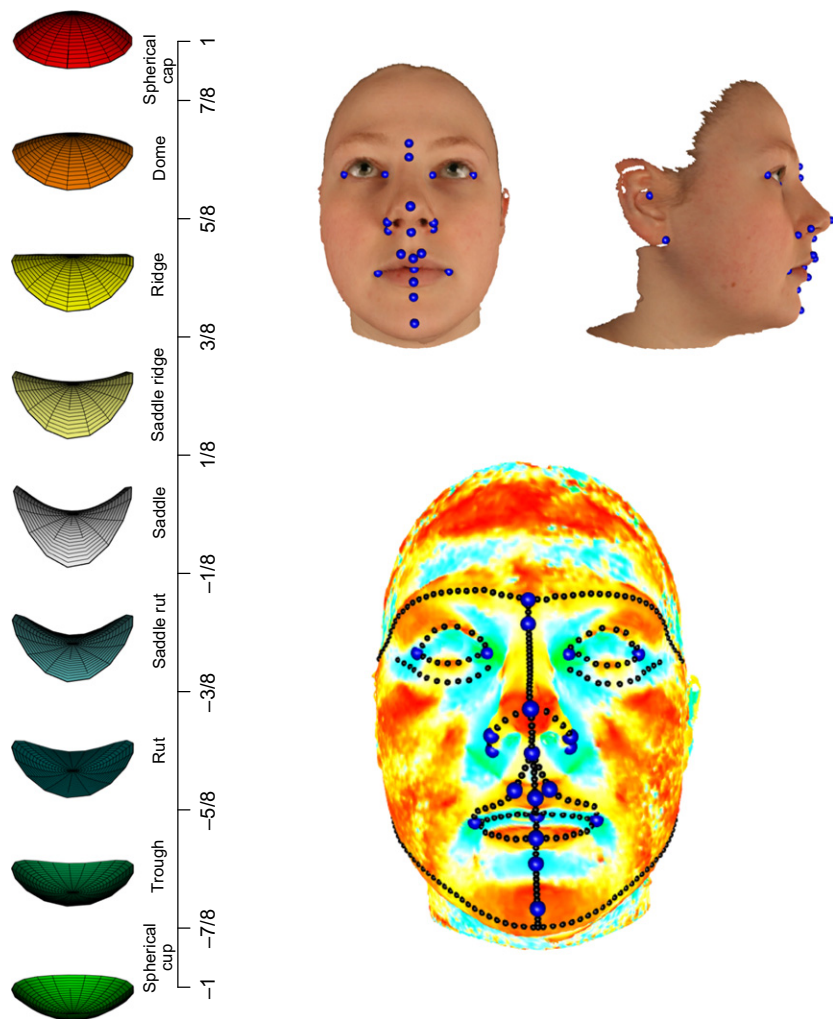 Spherical
cap
1
7/8
Dome
5/8
Ridge
3/8
Saddle ridge
1/8
Saddle
−1/8
Saddle rut
−3/8
Rut
−5/8
Trough
−7/8
Spherical
cup
−1